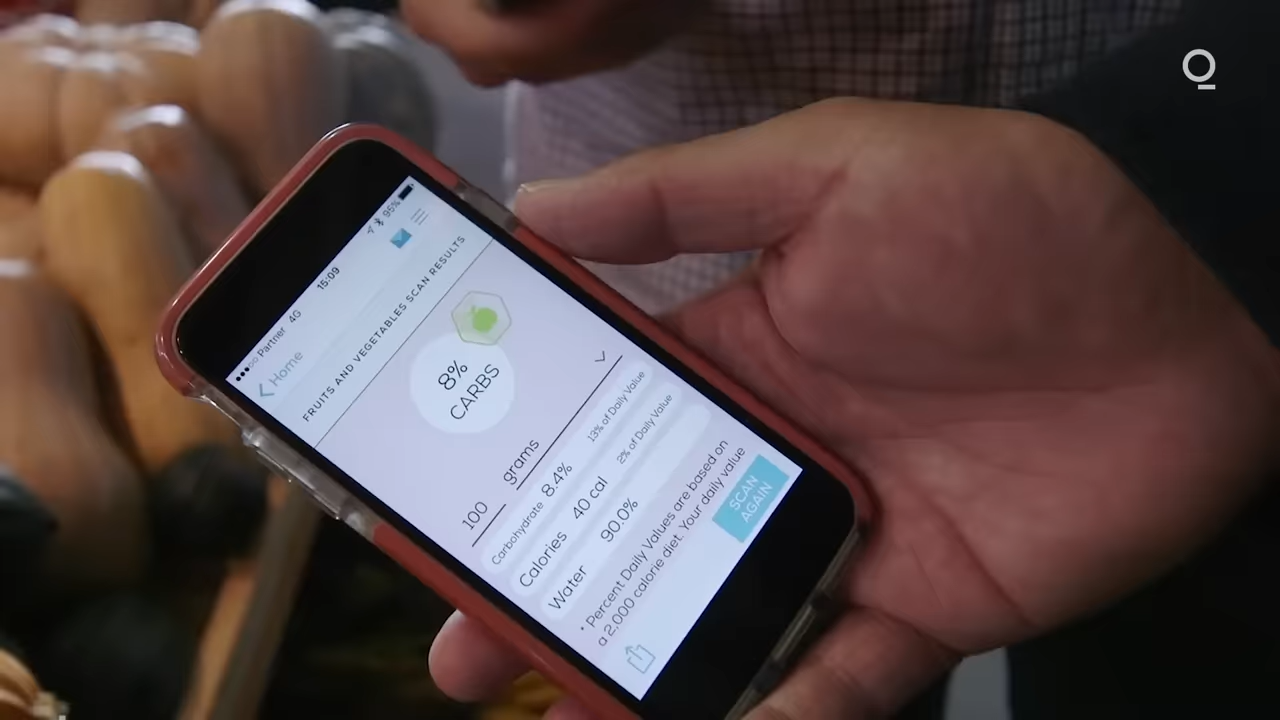 Partner 4G 15:09 95%
Home
FRUITS AND VEGETABLES SCAN RESULTS
8%
CARBS
100 grams
Carbohydrate 8.4% 13% of Daily Value
Calories 40 cal 2% of Daily Value
Water 90.0%
* Percent Daily Values are based on
a 2,000 calorie diet. Your daily value
SCAN
AGAIN